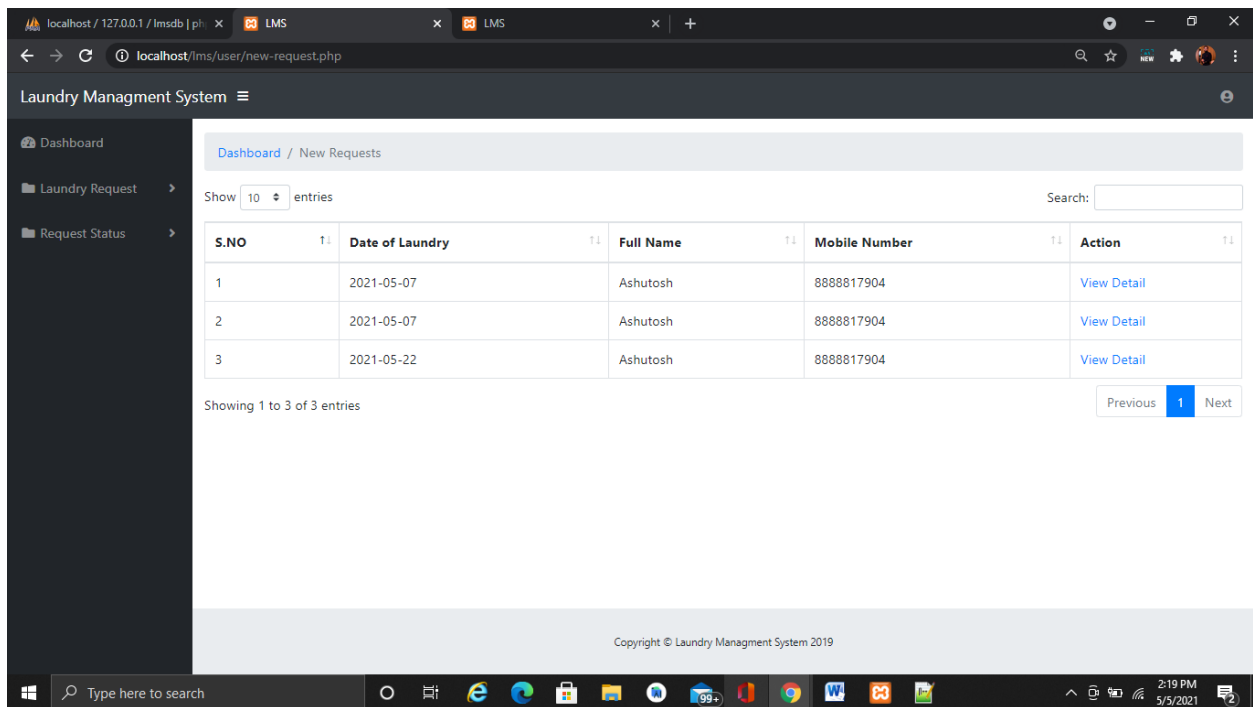 localhost / 127.0.0.1 / lmsdb | ph
LMS
LMS
localhost/lms/user/new-request.php
NEW
Laundry Managment System
Dashboard
Laundry Request
Request Status
Dashboard / New Requests
Show 10 entries
Search:
S.NO Date of Laundry Full Name Mobile Number Action
1 2021-05-07 Ashutosh 8888817904 View Detail
2 2021-05-07 Ashutosh 8888817904 View Detail
3 2021-05-22 Ashutosh 8888817904 View Detail
Showing 1 to 3 of 3 entries
Previous 1 Next
Copyright © Laundry Managment System 2019
Type here to search
99+
2:19 PM
5/5/2021
2